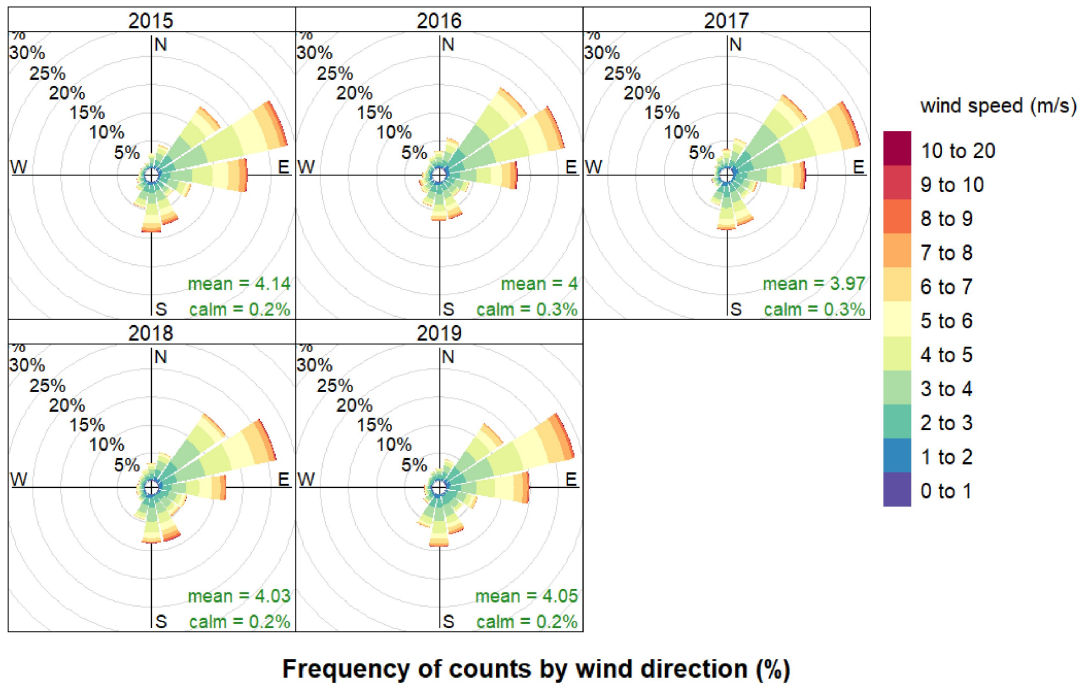 2015
2016
2017
%
30%
25%
20%
15%
10%
5%
N
W
E
S
mean = 4.14
calm = 0.2%
%
30%
25%
20%
15%
10%
5%
N
W
E
S
mean = 4
calm = 0.3%
%
30%
25%
20%
15%
10%
5%
N
W
E
S
mean = 3.97
calm = 0.3%
2018
2019
%
30%
25%
20%
15%
10%
5%
N
W
E
S
mean = 4.03
calm = 0.2%
%
30%
25%
20%
15%
10%
5%
N
W
E
S
mean = 4.05
calm = 0.2%
wind speed (m/s)
10 to 20
9 to 10
8 to 9
7 to 8
6 to 7
5 to 6
4 to 5
3 to 4
2 to 3
1 to 2
0 to 1
Frequency of counts by wind direction (%)